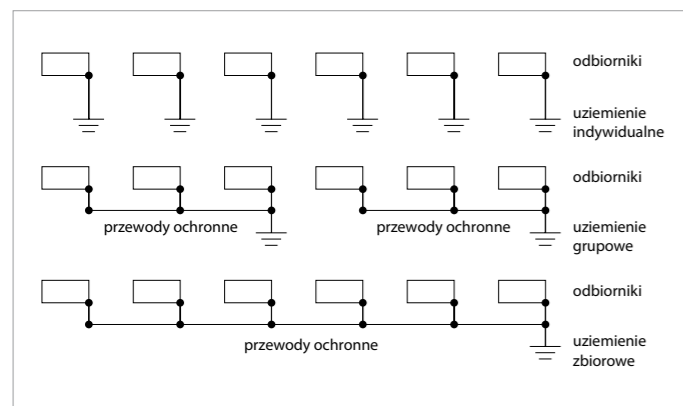 odbiorniki
uziemienie
indywidualne
odbiorniki
przewody ochronne
przewody ochronne
uziemienie
grupowe
odbiorniki
przewody ochronne
uziemienie
zbiorowe